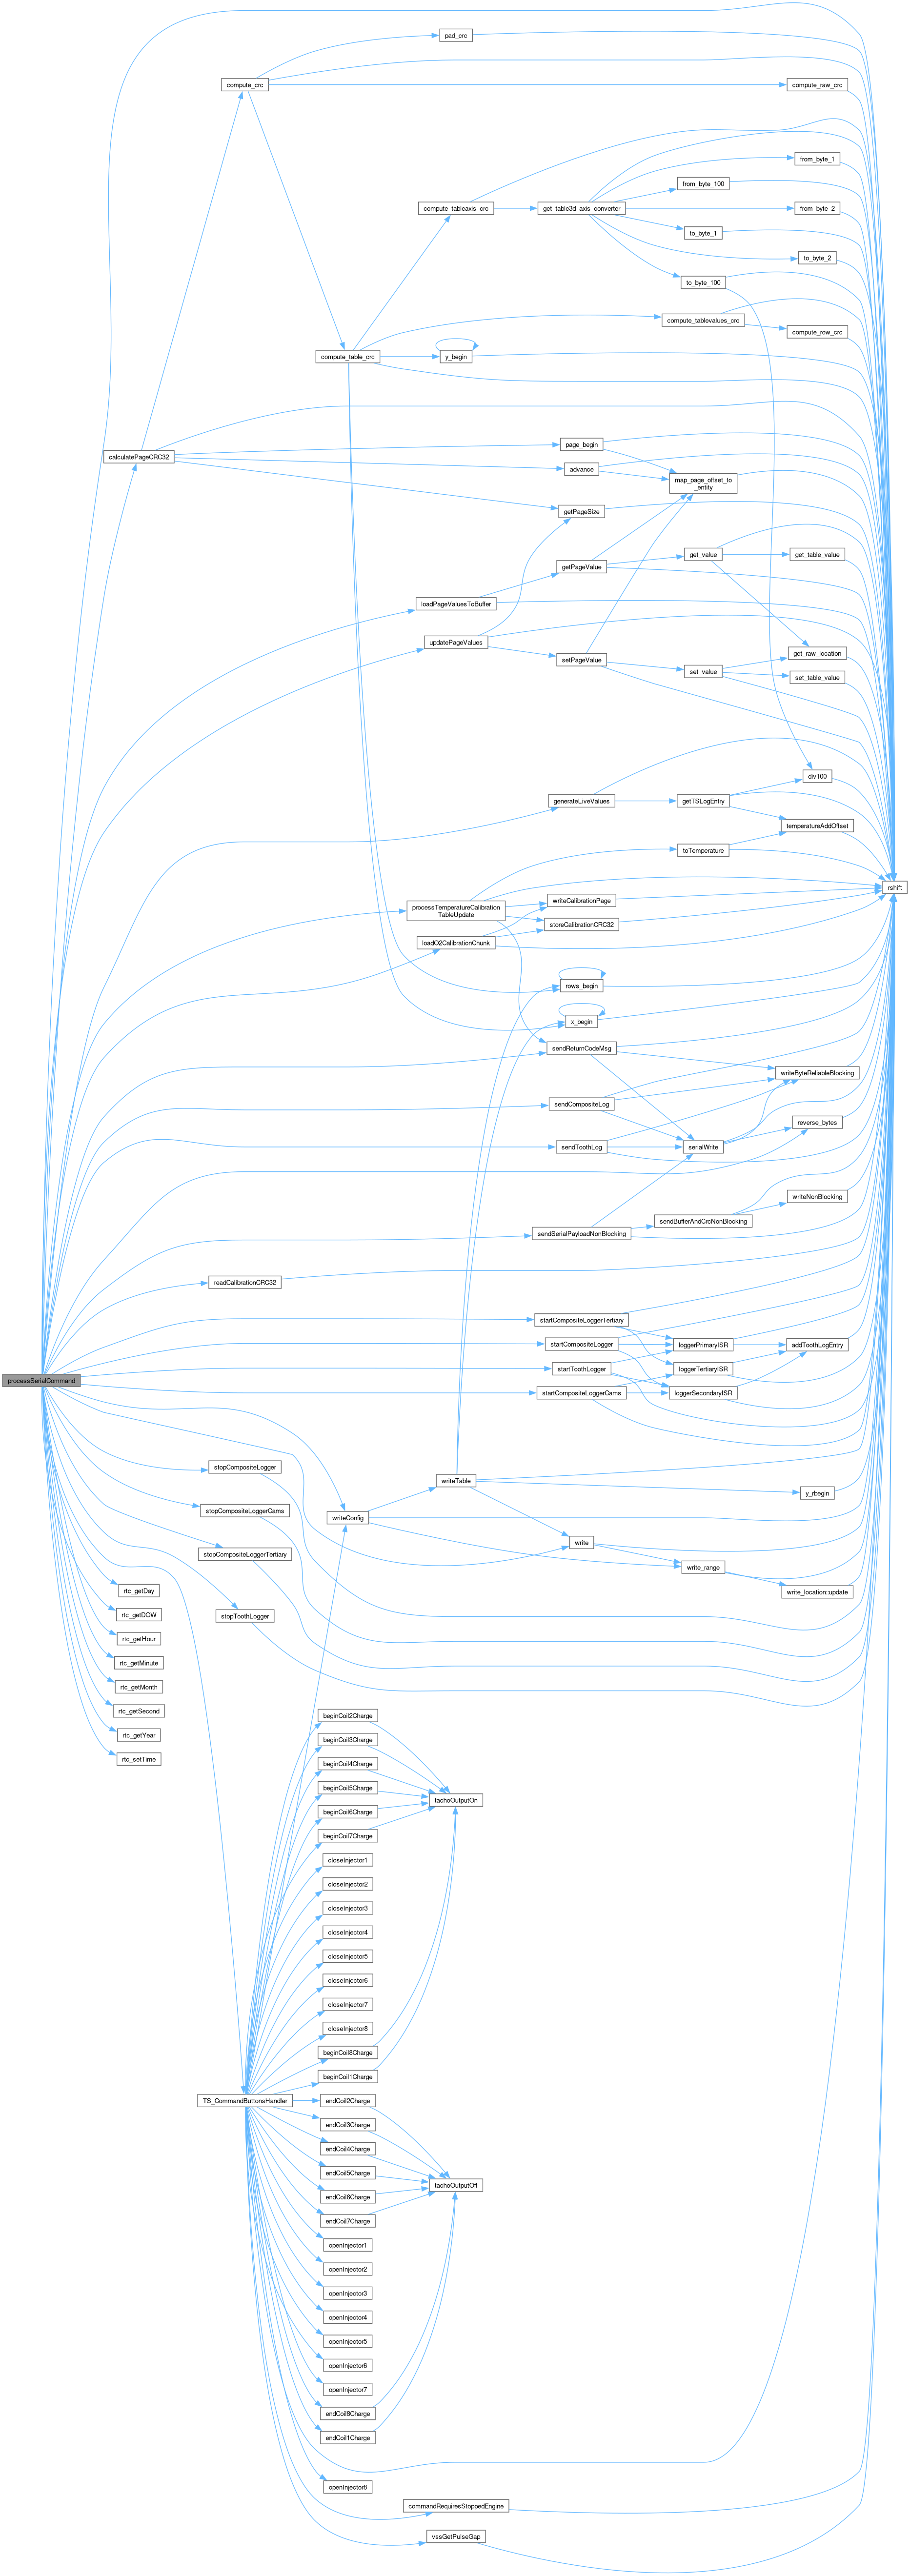 pad_crc
compute_crc
compute_raw_crc
from_byte_1
from_byte_100
compute_tableaxis_crc
get_table3d_axis_converter
from_byte_2
to_byte_1
to_byte_2
to_byte_100
compute_tablevalues_crc
compute_row_crc
compute_table_crc
y_begin
page_begin
calculatePageCRC32
advance
map_page_offset_to
_entity
getPageSize
get_value
get_table_value
getPageValue
loadPageValuesToBuffer
updatePageValues
get_raw_location
setPageValue
set_value
set_table_value
div100
generateLiveValues
getTSLogEntry
temperatureAddOffset
toTemperature
rshift
writeCalibrationPage
processTemperatureCalibration
TableUpdate
storeCalibrationCRC32
loadO2CalibrationChunk
rows_begin
x_begin
sendReturnCodeMsg
writeByteReliableBlocking
sendCompositeLog
reverse_bytes
sendToothLog
serialWrite
writeNonBlocking
sendBufferAndCrcNonBlocking
sendSerialPayloadNonBlocking
readCalibrationCRC32
startCompositeLoggerTertiary
startCompositeLogger
loggerPrimaryISR
addToothLogEntry
startToothLogger
loggerTertiaryISR
processSerialCommand
startCompositeLoggerCams
loggerSecondaryISR
stopCompositeLogger
writeTable
y_rbegin
stopCompositeLoggerCams
writeConfig
write
stopCompositeLoggerTertiary
write_range
write_location::update
rtc_getDay
rtc_getDOW
stopToothLogger
rtc_getHour
rtc_getMinute
rtc_getMonth
rtc_getSecond
rtc_getYear
rtc_setTime
beginCoil2Charge
beginCoil3Charge
beginCoil4Charge
beginCoil5Charge
tachoOutputOn
beginCoil6Charge
beginCoil7Charge
closeInjector1
closeInjector2
closeInjector3
closeInjector4
closeInjector5
closeInjector6
closeInjector7
closeInjector8
beginCoil8Charge
beginCoil1Charge
TS_CommandButtonsHandler
endCoil2Charge
endCoil3Charge
endCoil4Charge
endCoil5Charge
tachoOutputOff
endCoil6Charge
endCoil7Charge
openInjector1
openInjector2
openInjector3
openInjector4
openInjector5
openInjector6
openInjector7
endCoil8Charge
endCoil1Charge
openInjector8
commandRequiresStoppedEngine
vssGetPulseGap